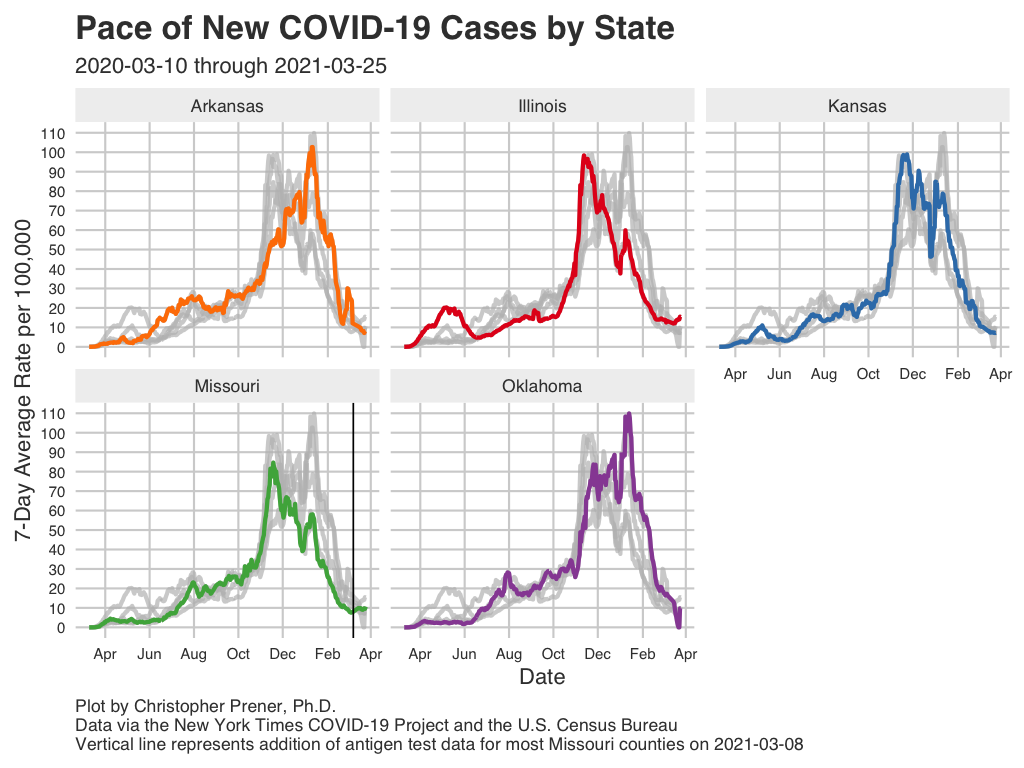 Pace of New COVID-19 Cases by State
2020-03-10 through 2021-03-25
Arkansas
Illinois
Kansas
7-Day Average Rate per 100,000
110
100
90
80
70
60
50
40
30
20
10
0
Apr Jun Aug Oct Dec Feb Apr
Missouri
Oklahoma
110
100
90
80
70
60
50
40
30
20
10
0
Apr Jun Aug Oct Dec Feb Apr
Apr Jun Aug Oct Dec Feb Apr
Date
Plot by Christopher Prener, Ph.D.
Data via the New York Times COVID-19 Project and the U.S. Census Bureau
Vertical line represents addition of antigen test data for most Missouri counties on 2021-03-08